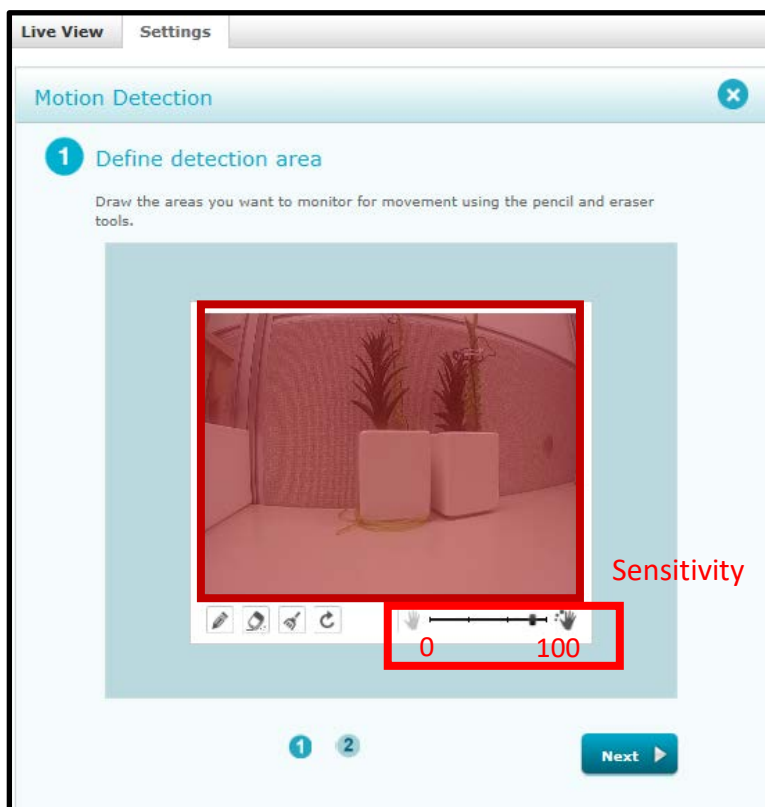 Live View Settings
Motion Detection
1 Define detection area
Draw the areas you want to monitor for movement using the pencil and eraser
tools.
Sensitivity
0 100
1 2
Next